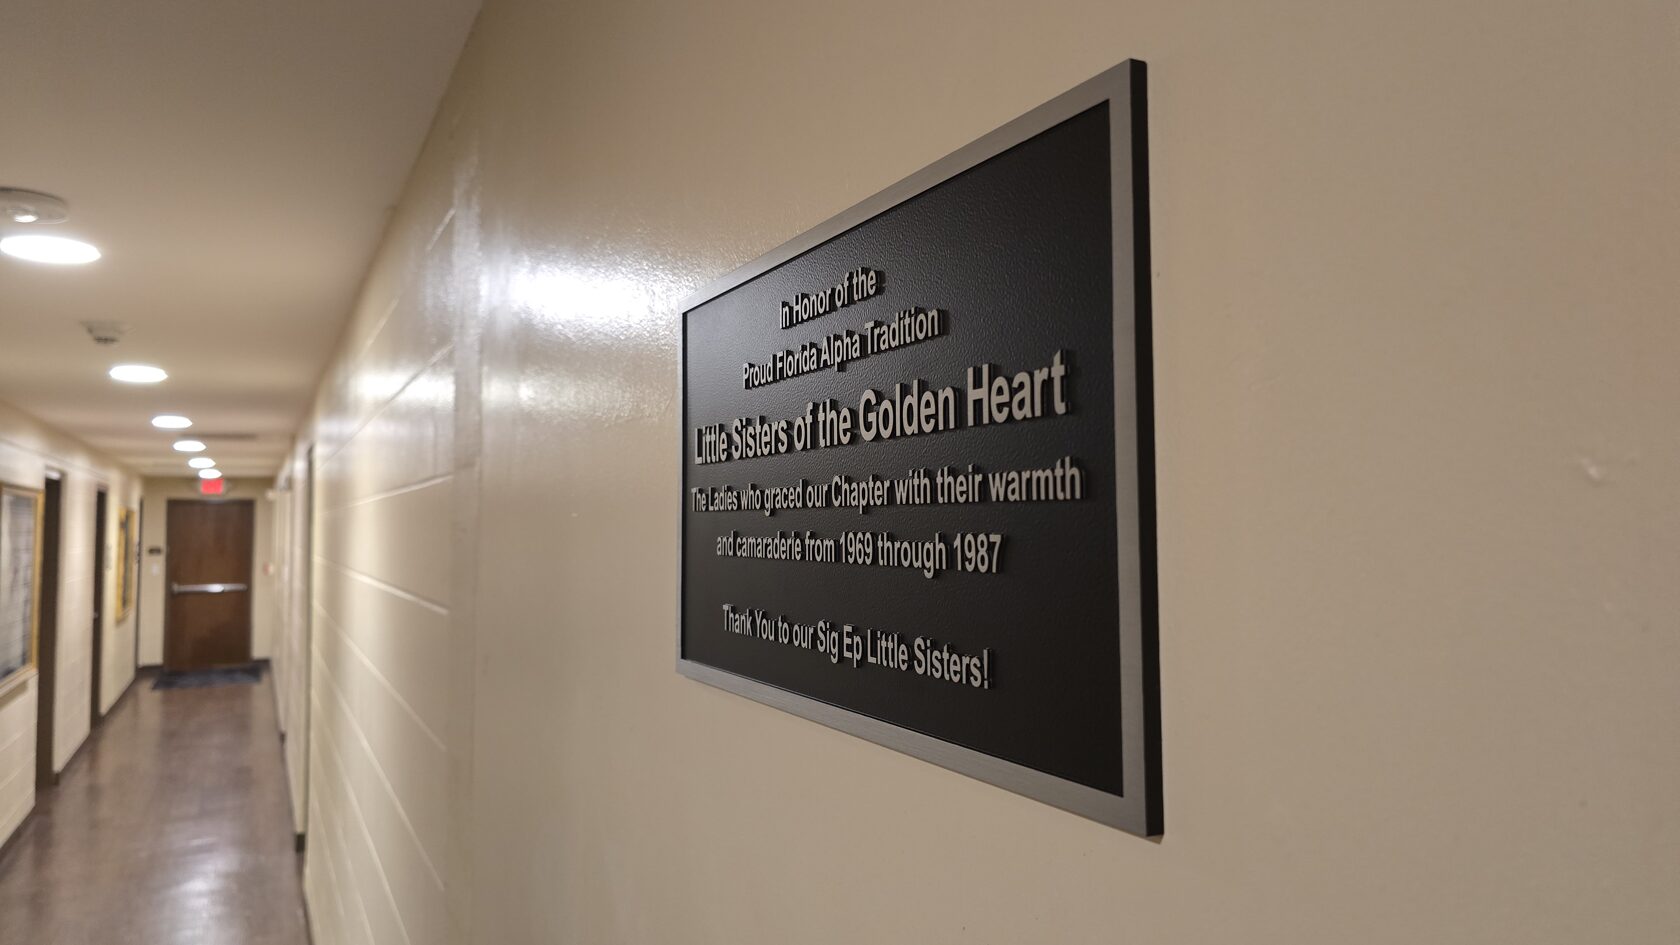 In Honor of the
Proud Florida Alpha Tradition
Little Sisters of the Golden Heart
The Ladies who graced our Chapter with their warmth
and camaraderie from 1969 through 1987
Thank You to our Sig Ep Little Sisters!